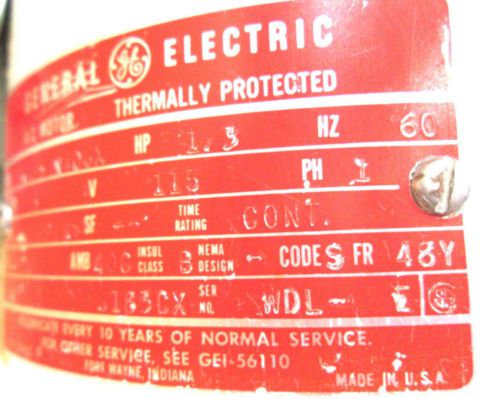 GENERAL GE ELECTRIC
A-C MOTOR THERMALLY PROTECTED
HP 1/3 HZ 60
V 115 PH 1
SF - TIME RATING CONT.
AMB 40C INSUL CLASS B NEMA DESIGN - CODE S FR 48Y
SER NO. WDL- E
EVERY 10 YEARS OF NORMAL SERVICE.
FOR OTHER SERVICE, SEE GEI-56110
FORT WAYNE, INDIANA MADE IN U.S.A.